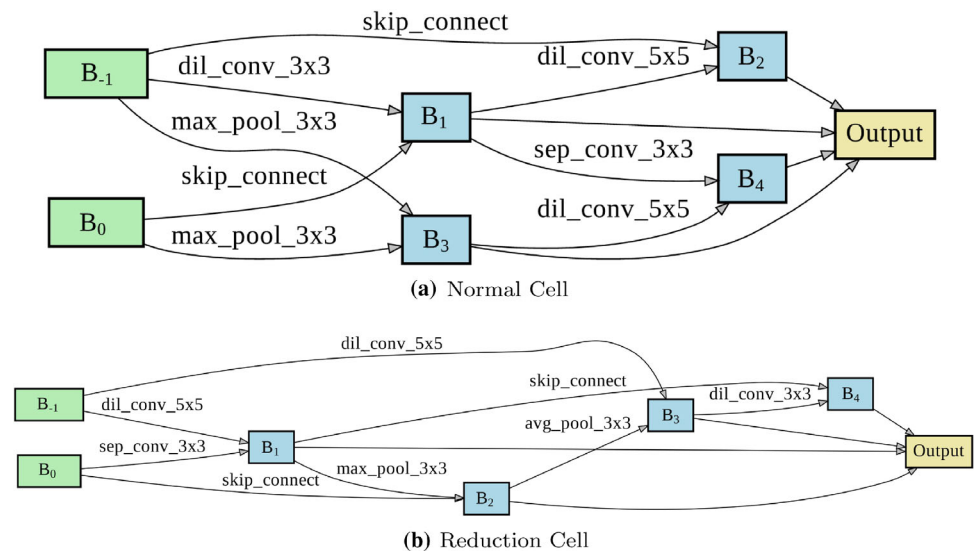 skip_connect
B-1
dil_conv_3x3
dil_conv_5x5
B2
max_pool_3x3
B1
Output
skip_connect
sep_conv_3x3
B4
B0
dil_conv_5x5
max_pool_3x3
B3
(a) Normal Cell
dil_conv_5x5
B-1
dil_conv_5x5
skip_connect
dil_conv_3x3
B4
B3
sep_conv_3x3
B1
avg_pool_3x3
Output
B0
skip_connect
max_pool_3x3
B2
(b) Reduction Cell